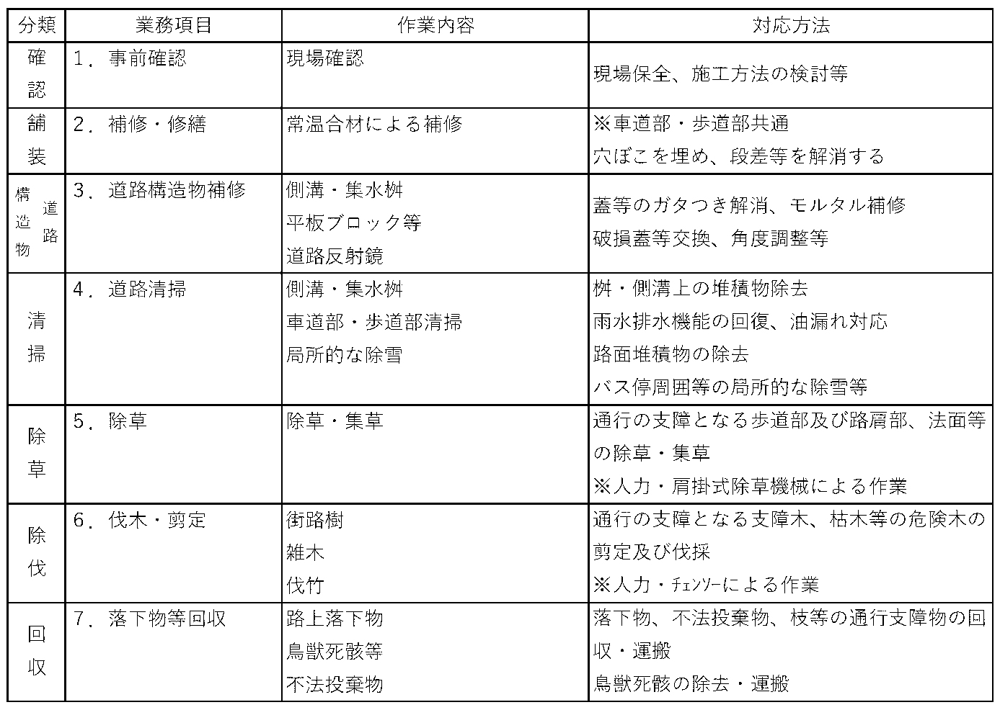 分類 業務項目 作業内容 対応方法
確認 1．事前確認 現場確認 現場保全、施工方法の検討等
舗装 2．補修・修繕 常温合材による補修 ※車道部・歩道部共通
穴ぼこを埋め、段差等を解消する
道路構造物 3．道路構造物補修 側溝・集水桝
平板ブロック等
道路反射鏡
蓋等のガタつき解消、モルタル補修
破損蓋等交換、角度調整等
清掃 4．道路清掃 側溝・集水桝
車道部・歩道部清掃
局所的な除雪
桝・側溝上の堆積物除去
雨水排水機能の回復、油漏れ対応
路面堆積物の除去
バス停周囲等の局所的な除雪等
除草 5．除草 除草・集草 通行の支障となる歩道部及び路肩部、法面等
の除草・集草
※人力・肩掛式除草機械による作業
除伐 6．伐木・剪定 街路樹
雑木
伐竹
通行の支障となる支障木、枯木等の危険木の
剪定及び伐採
※人力・ﾁｪﾝｿｰによる作業
回収 7．落下物等回収 路上落下物
鳥獣死骸等
不法投棄物
落下物、不法投棄物、枝等の通行支障物の回
収・運搬
鳥獣死骸の除去・運搬